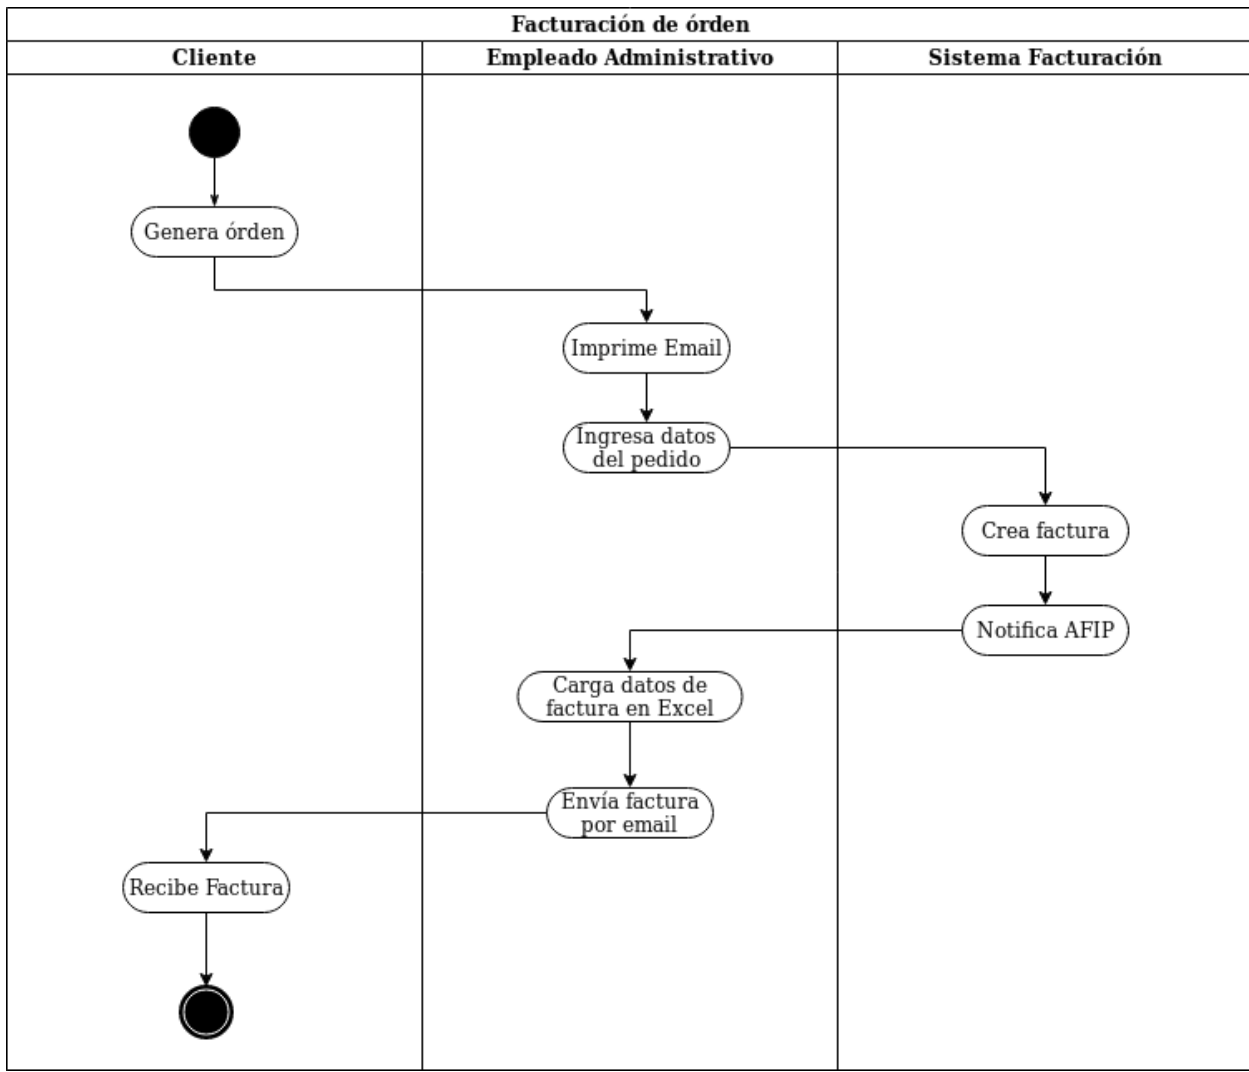 Facturación de órden
Cliente
Empleado Administrativo
Sistema Facturación
Genera órden
Imprime Email
Ingresa datos
del pedido
Crea factura
Notifica AFIP
Carga datos de
factura en Excel
Envía factura
por email
Recibe Factura